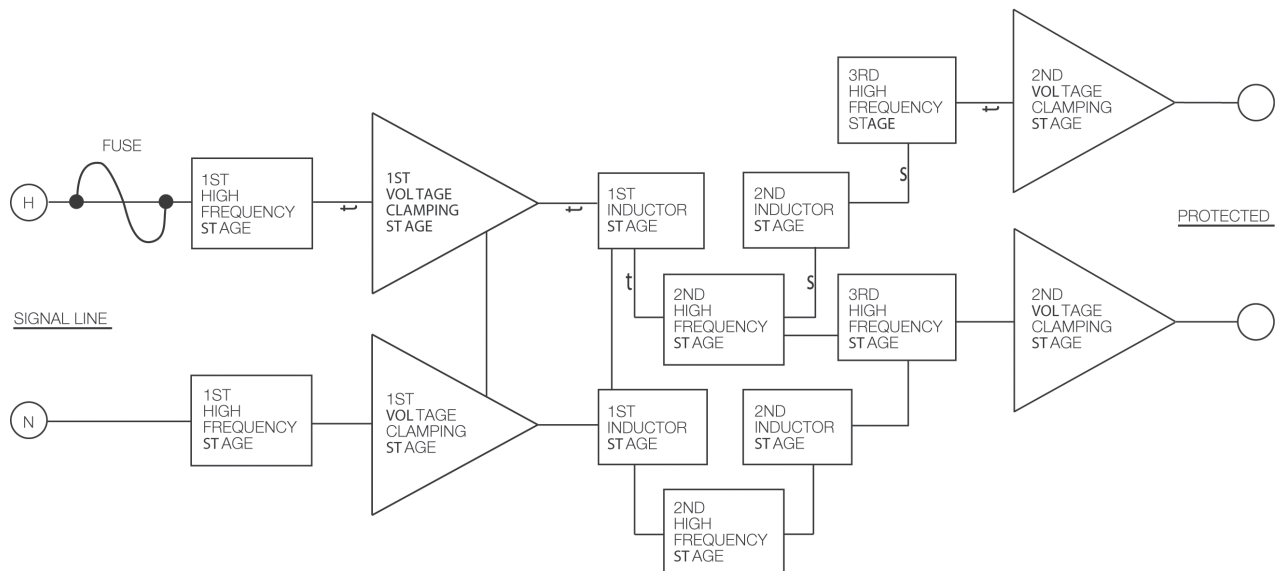 FUSE
H
1ST
HIGH
FREQUENCY
STAGE
t
1ST
VOLTAGE
CLAMPING
STAGE
t
1ST
INDUCTOR
STAGE
t
2ND
HIGH
FREQUENCY
STAGE
s
2ND
INDUCTOR
STAGE
s
3RD
HIGH
FREQUENCY
STAGE
t
2ND
VOLTAGE
CLAMPING
STAGE
PROTECTED
SIGNAL LINE
3RD
HIGH
FREQUENCY
STAGE
2ND
VOLTAGE
CLAMPING
STAGE
N
1ST
HIGH
FREQUENCY
STAGE
1ST
VOLTAGE
CLAMPING
STAGE
1ST
INDUCTOR
STAGE
2ND
INDUCTOR
STAGE
2ND
HIGH
FREQUENCY
STAGE